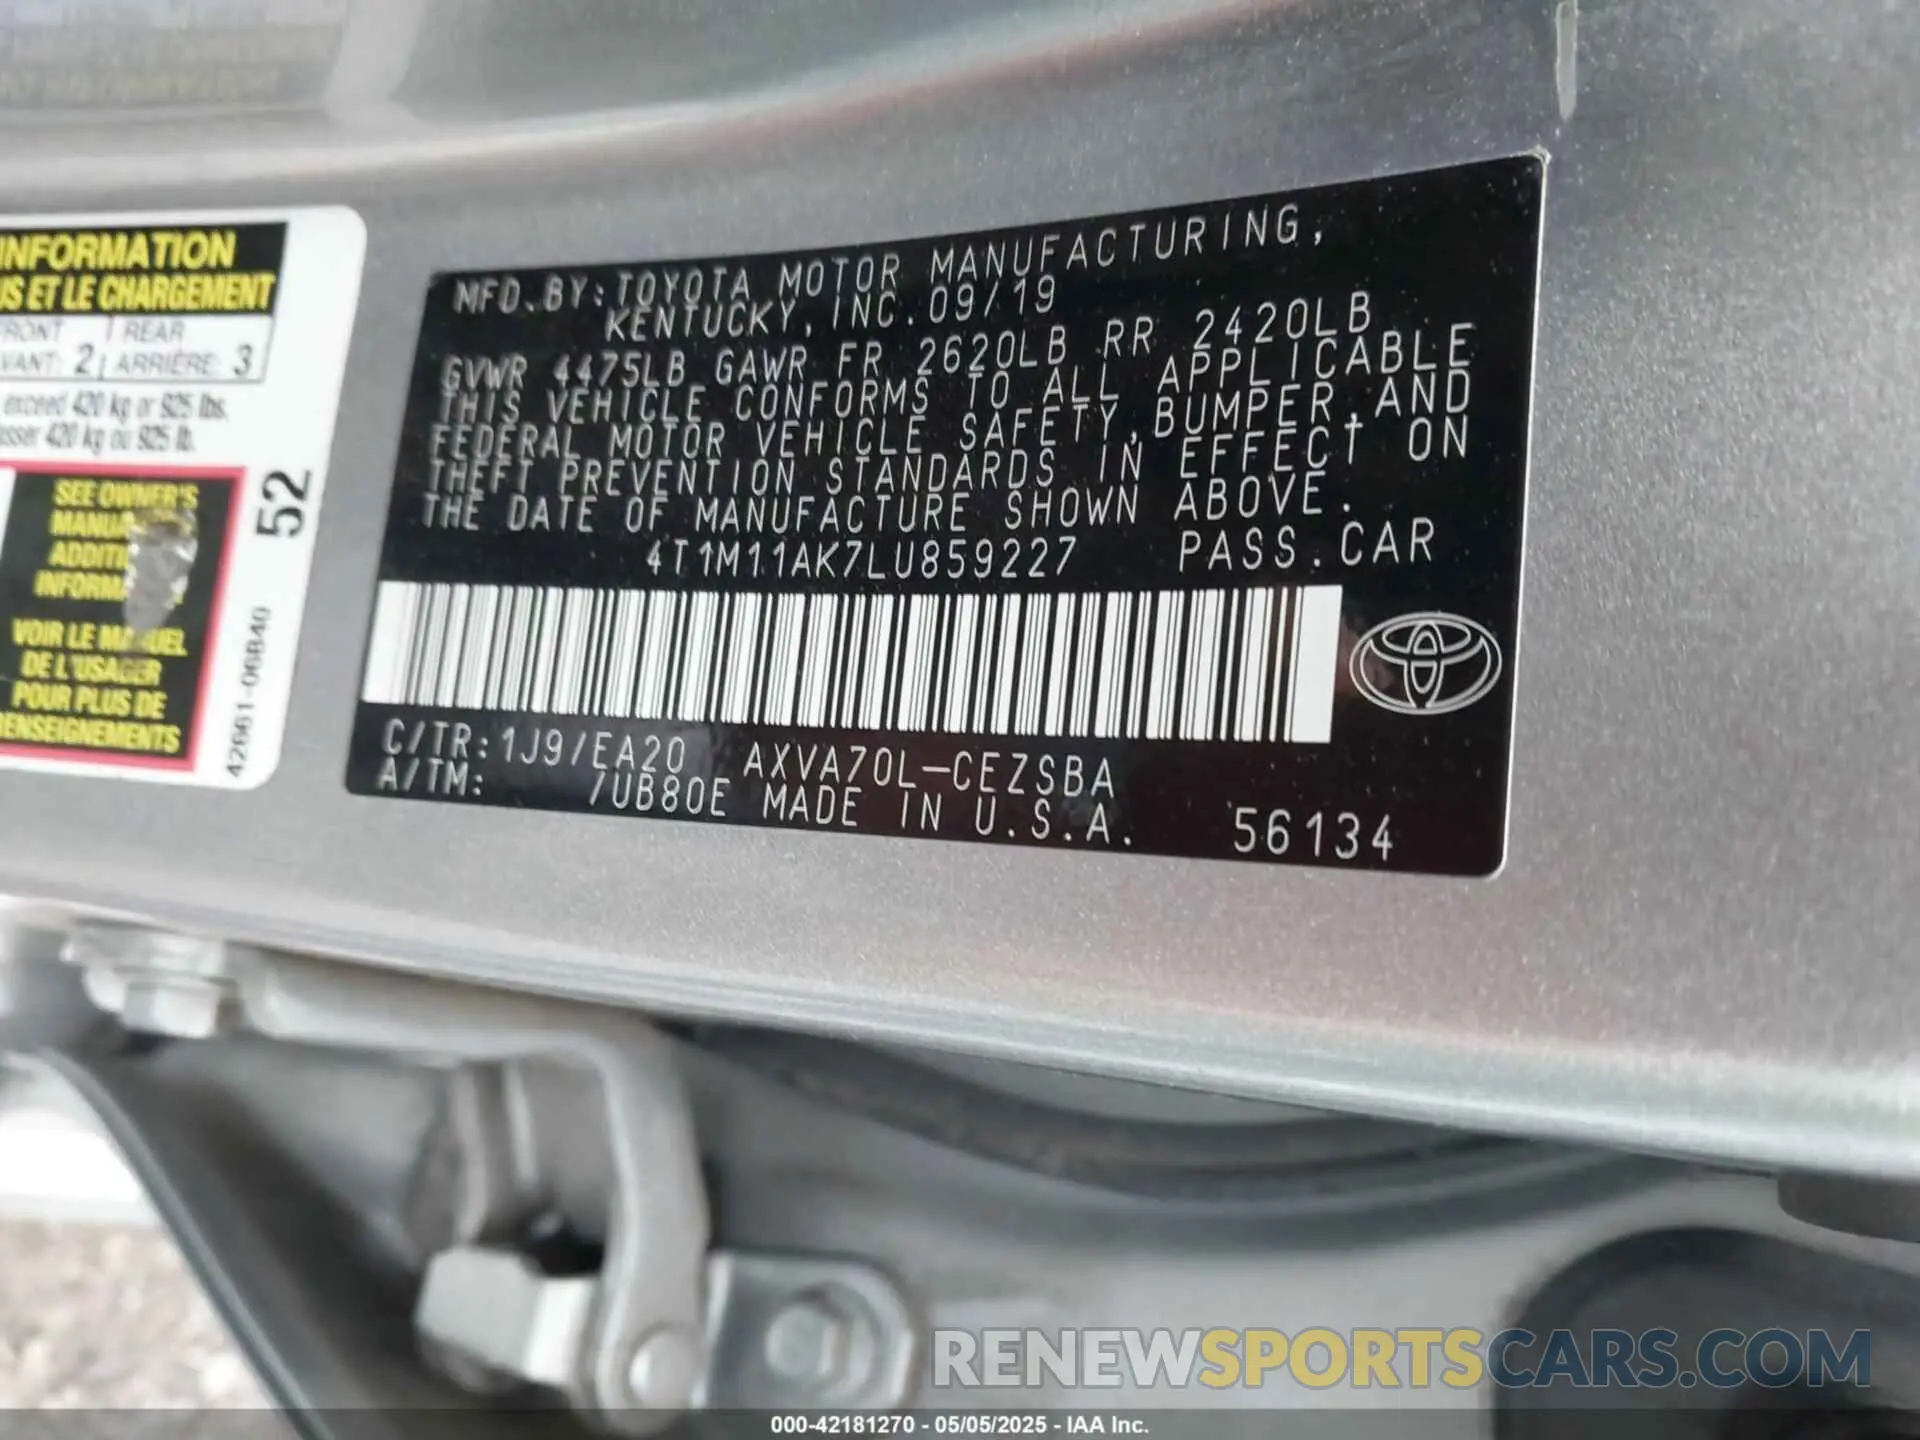 INFORMATION
US ET LE CHARGEMENT
FRONT REAR
VANT: 2 ARRIÈRE: 3
exceed 420 kg or 925 lbs.
420 kg ou 925 lb.
SEE OWNER'S
VOIR LE
DE L'USAGER
POUR PLUS DE
RENSEIGNEMENTS
52
42661-06B40
MFD. BY: TOYOTA MOTOR MANUFACTURING,
KENTUCKY, INC. 09/19
GVWR 4475LB GAWR FR 2620LB RR 2420LB
THIS VEHICLE CONFORMS TO ALL APPLICABLE
FEDERAL MOTOR VEHICLE SAFETY, BUMPER, AND
THEFT PREVENTION STANDARDS IN EFFECT ON
THE DATE OF MANUFACTURE SHOWN ABOVE.
4T1M11AK7LU859227 PASS. CAR
C/TR: 1J9/EA20 AXVA70L-CEZSBA
A/TM: /UB80E MADE IN U.S.A. 56134
RENEWSPORTSCARS.COM
000-42181270 - 05/05/2025 - IAA Inc.